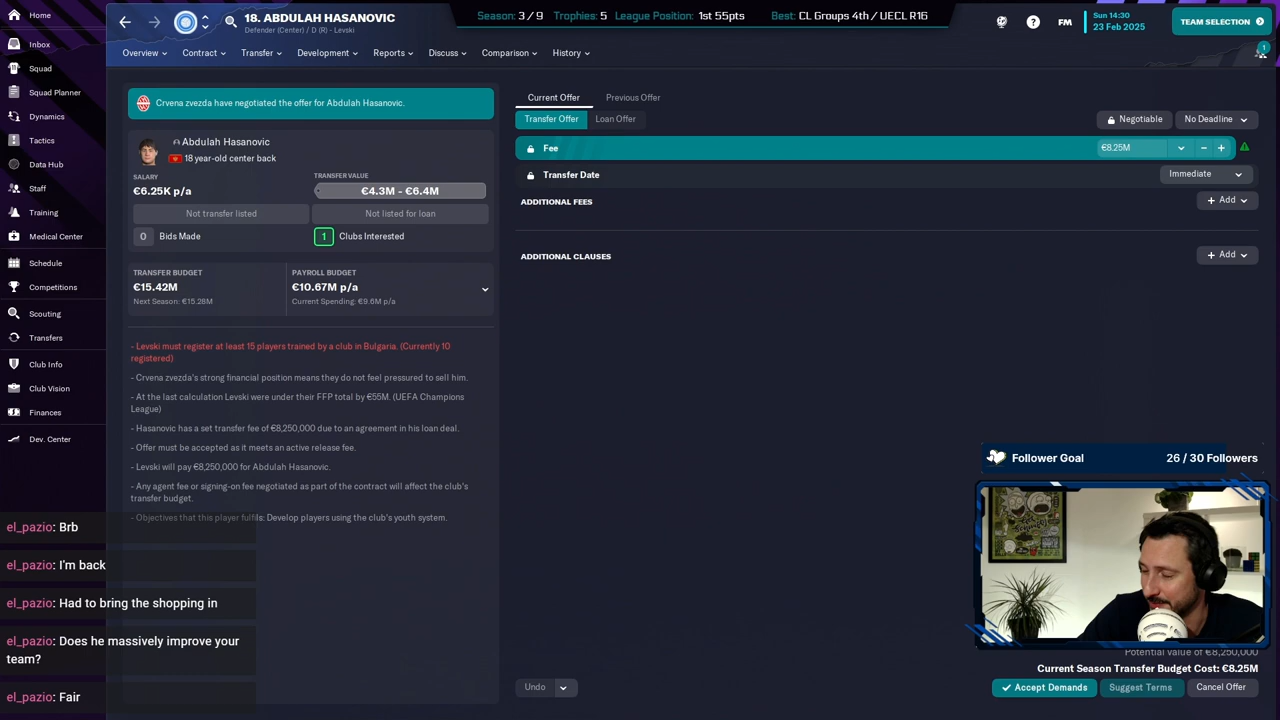 18. ABDULAH HASANOVIC
Defender (Center) / D (R) - Levski
Season: 3 / 9 Trophies: 5 League Position: 1st 55pts Best: CL Groups 4th / UECL R16
FM
Sun 14:30
23 Feb 2025
TEAM SELECTION
Overview
Contract
Transfer
Development
Reports
Discuss
Comparison
History
1
Home
Inbox
Squad
Squad Planner
Dynamics
Tactics
Data Hub
Staff
Training
Medical Center
Schedule
Competitions
Scouting
Transfers
Club Info
Club Vision
Finances
Dev. Center
Crvena zvezda have negotiated the offer for Abdulah Hasanovic.
Abdulah Hasanovic
18 year-old center back
SALARY
€6.25K p/a
TRANSFER VALUE
€4.3M - €6.4M
Not transfer listed
Not listed for loan
0 Bids Made
1 Clubs Interested
TRANSFER BUDGET
€15.42M
Next Season: €15.28M
PAYROLL BUDGET
€10.67M p/a
Current Spending: €9.6M p/a
- Levski must register at least 15 players trained by a club in Bulgaria. (Currently 10
registered)
- Crvena zvezda's strong financial position means they do not feel pressured to sell him.
- At the last calculation Levski were under their FFP total by €55M. (UEFA Champions
League)
- Hasanovic has a set transfer fee of €8,250,000 due to an agreement in his loan deal.
- Offer must be accepted as it meets an active release fee.
- Levski will pay €8,250,000 for Abdulah Hasanovic.
- Any agent fee or signing-on fee negotiated as part of the contract will affect the club's
transfer budget.
- Objectives that this player fulfils: Develop players using the club's youth system.
el_pazio: Brb
el_pazio: I'm back
el_pazio: Had to bring the shopping in
el_pazio: Does he massively improve your
team?
el_pazio: Fair
Current Offer
Previous Offer
Transfer Offer
Loan Offer
Negotiable
No Deadline
Fee
€8.25M
Transfer Date
Immediate
ADDITIONAL FEES
+ Add
ADDITIONAL CLAUSES
+ Add
Follower Goal
26 / 30 Followers
Potential value of €8,250,000
Current Season Transfer Budget Cost: €8.25M
Undo
Accept Demands
Suggest Terms
Cancel Offer